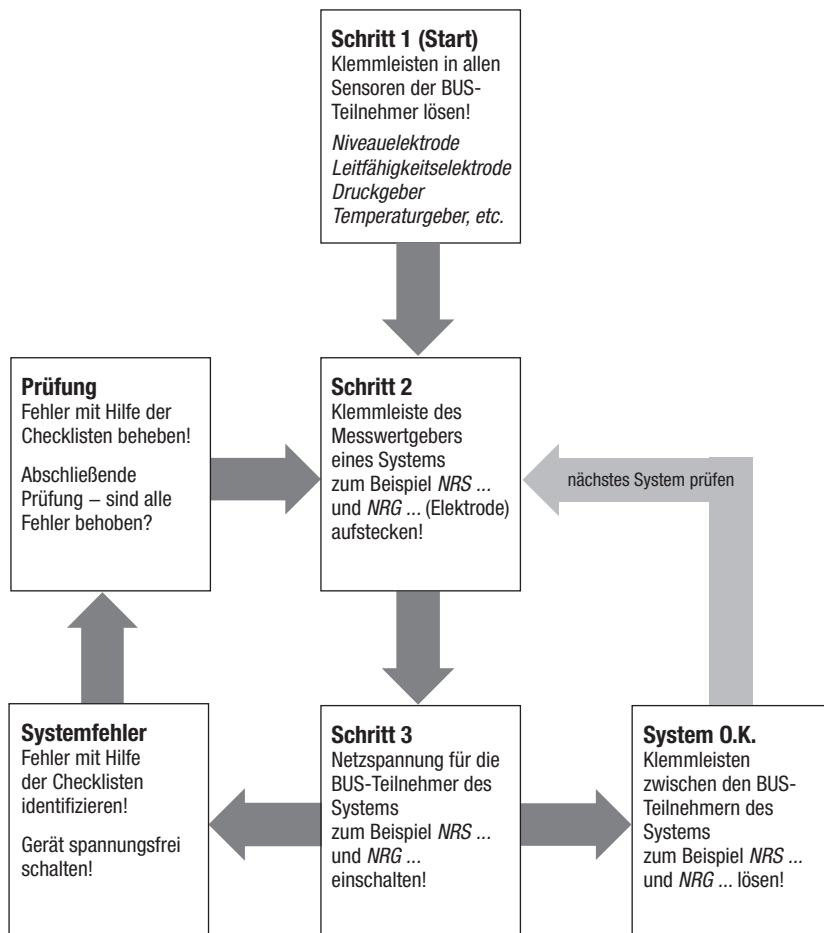 Schritt 1 (Start)
Klemmleisten in allen
Sensoren der BUS-
Teilnehmer lösen!
Niveauelektrode
Leitfähigkeitselektrode
Druckgeber
Temperaturgeber, etc.
Prüfung
Fehler mit Hilfe der
Checklisten beheben!
Abschließende
Prüfung – sind alle
Fehler behoben?
Schritt 2
Klemmleiste des
Messwertgebers
eines Systems
zum Beispiel NRS ...
und NRG ... (Elektrode)
aufstecken!
nächstes System prüfen
Systemfehler
Fehler mit Hilfe
der Checklisten
identifizieren!
Gerät spannungsfrei
schalten!
Schritt 3
Netzspannung für die
BUS-Teilnehmer des
Systems
zum Beispiel NRS ...
und NRG ...
einschalten!
System O.K.
Klemmleisten
zwischen den BUS-
Teilnehmern des
Systems
zum Beispiel NRS ...
und NRG ... lösen!